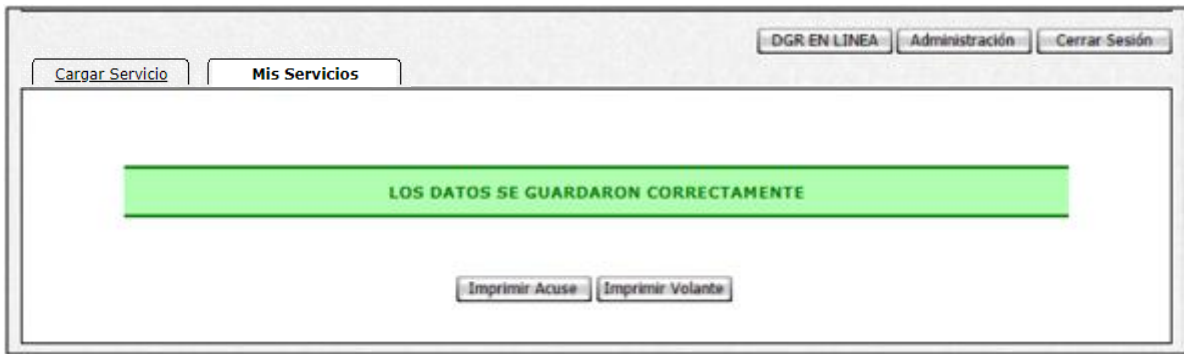 DGR EN LINEA Administración Cerrar Sesión
Cargar Servicio Mis Servicios
LOS DATOS SE GUARDARON CORRECTAMENTE
Imprimir Acuse Imprimir Volante